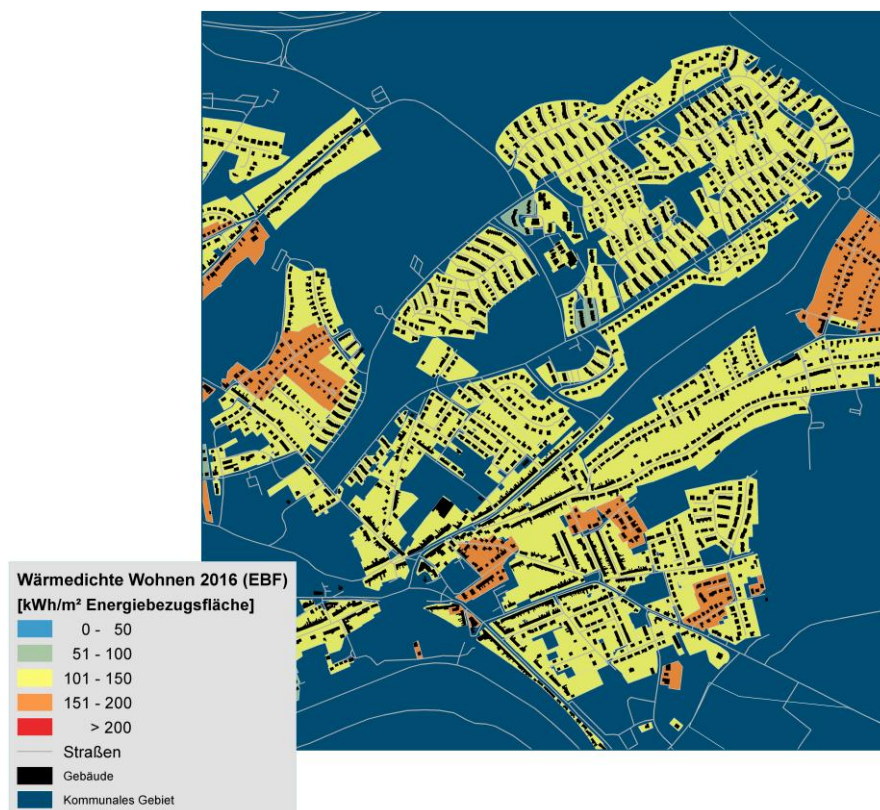 Wärmedichte Wohnen 2016 (EBF)
[kWh/m² Energiebezugsfläche]
0 - 50
51 - 100
101 - 150
151 - 200
> 200
Straßen
Gebäude
Kommunales Gebiet